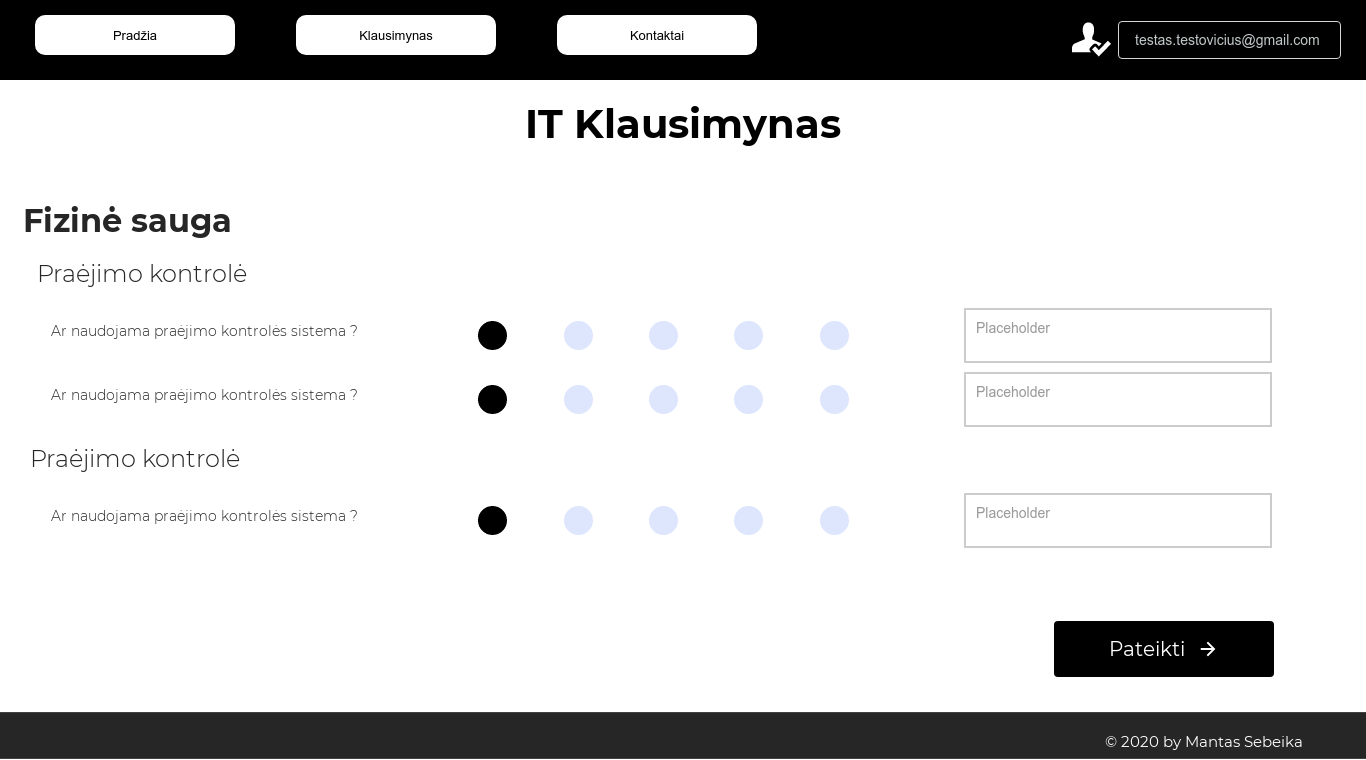 Pradžia
Klausimynas
Kontaktai
testas.testovicius@gmail.com
IT Klausimynas
Fizinė sauga
Praėjimo kontrolė
Ar naudojama praėjimo kontrolės sistema ?
Placeholder
Ar naudojama praėjimo kontrolės sistema ?
Placeholder
Praėjimo kontrolė
Ar naudojama praėjimo kontrolės sistema ?
Placeholder
Pateikti
© 2020 by Mantas Sebeika